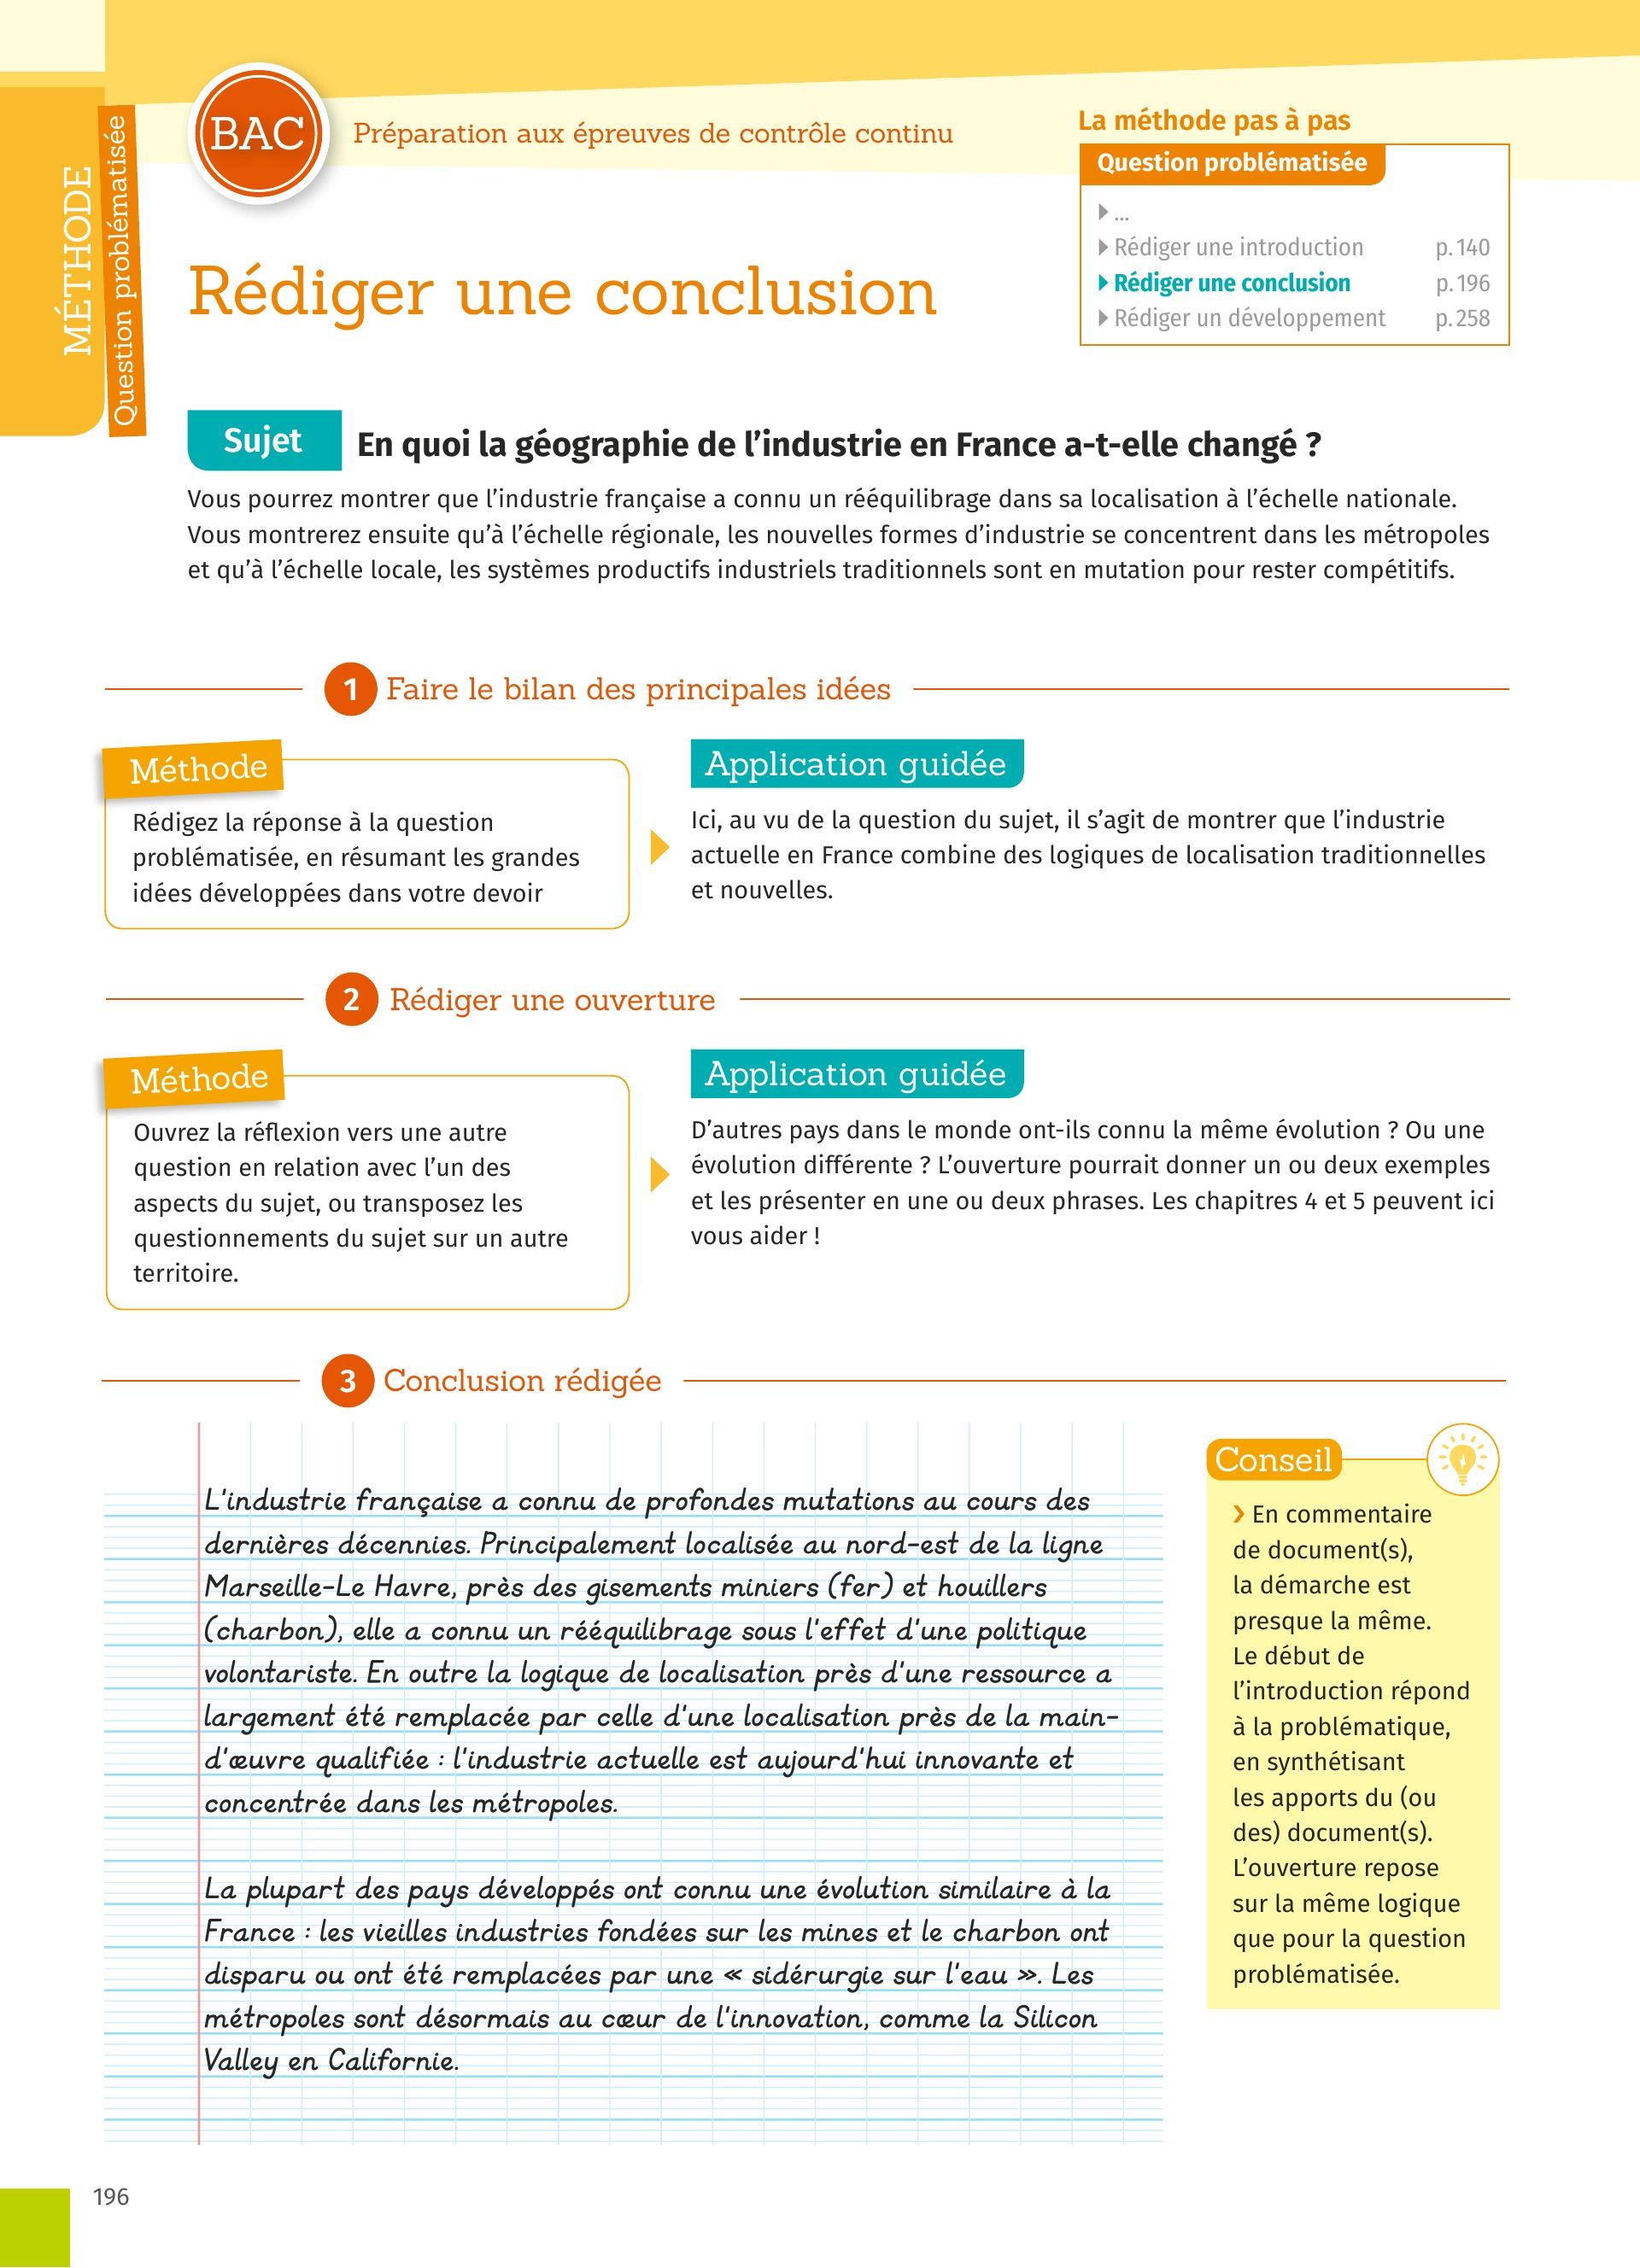 MÉTHODE
Question problématisée
BAC
Préparation aux épreuves de contrôle continu
La méthode pas à pas
Question problématisée
...
Rédiger une introduction p. 140
Rédiger une conclusion p. 196
Rédiger un développement p. 258
Rédiger une conclusion
Sujet
En quoi la géographie de l’industrie en France a-t-elle changé ?
Vous pourrez montrer que l’industrie française a connu un rééquilibrage dans sa localisation à l’échelle nationale.
Vous montrerez ensuite qu’à l’échelle régionale, les nouvelles formes d’industrie se concentrent dans les métropoles
et qu’à l’échelle locale, les systèmes productifs industriels traditionnels sont en mutation pour rester compétitifs.
1 Faire le bilan des principales idées
Méthode
Rédigez la réponse à la question
problématisée, en résumant les grandes
idées développées dans votre devoir
Application guidée
Ici, au vu de la question du sujet, il s’agit de montrer que l’industrie
actuelle en France combine des logiques de localisation traditionnelles
et nouvelles.
2 Rédiger une ouverture
Méthode
Ouvrez la réflexion vers une autre
question en relation avec l’un des
aspects du sujet, ou transposez les
questionnements du sujet sur un autre
territoire.
Application guidée
D’autres pays dans le monde ont-ils connu la même évolution ? Ou une
évolution différente ? L’ouverture pourrait donner un ou deux exemples
et les présenter en une ou deux phrases. Les chapitres 4 et 5 peuvent ici
vous aider !
3 Conclusion rédigée
L'industrie française a connu de profondes mutations au cours des
dernières décennies. Principalement localisée au nord-est de la ligne
Marseille-Le Havre, près des gisements miniers (fer) et houillers
(charbon), elle a connu un rééquilibrage sous l'effet d'une politique
volontariste. En outre la logique de localisation près d'une ressource a
largement été remplacée par celle d'une localisation près de la main-
d'œuvre qualifiée : l'industrie actuelle est aujourd'hui innovante et
concentrée dans les métropoles.
La plupart des pays développés ont connu une évolution similaire à la
France : les vieilles industries fondées sur les mines et le charbon ont
disparu ou ont été remplacées par une « sidérurgie sur l'eau ». Les
métropoles sont désormais au cœur de l'innovation, comme la Silicon
Valley en Californie.
Conseil
En commentaire
de document(s),
la démarche est
presque la même.
Le début de
l’introduction répond
à la problématique,
en synthétisant
les apports du (ou
des) document(s).
L’ouverture repose
sur la même logique
que pour la question
problématisée.
196